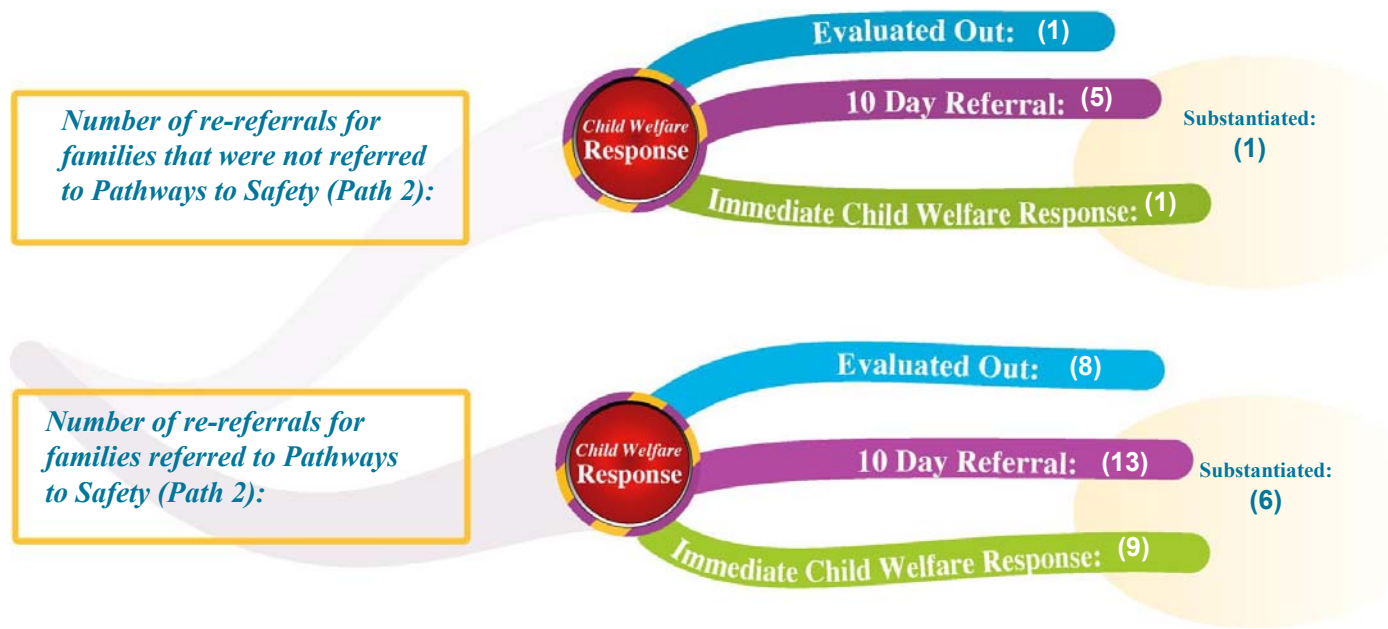 Number of re-referrals for
families that were not referred
to Pathways to Safety (Path 2):
Child Welfare
Response
Evaluated Out: (1)
10 Day Referral: (5)
Immediate Child Welfare Response: (1)
Substantiated:
(1)
Number of re-referrals for
families referred to Pathways
to Safety (Path 2):
Child Welfare
Response
Evaluated Out: (8)
10 Day Referral: (13)
Immediate Child Welfare Response: (9)
Substantiated:
(6)